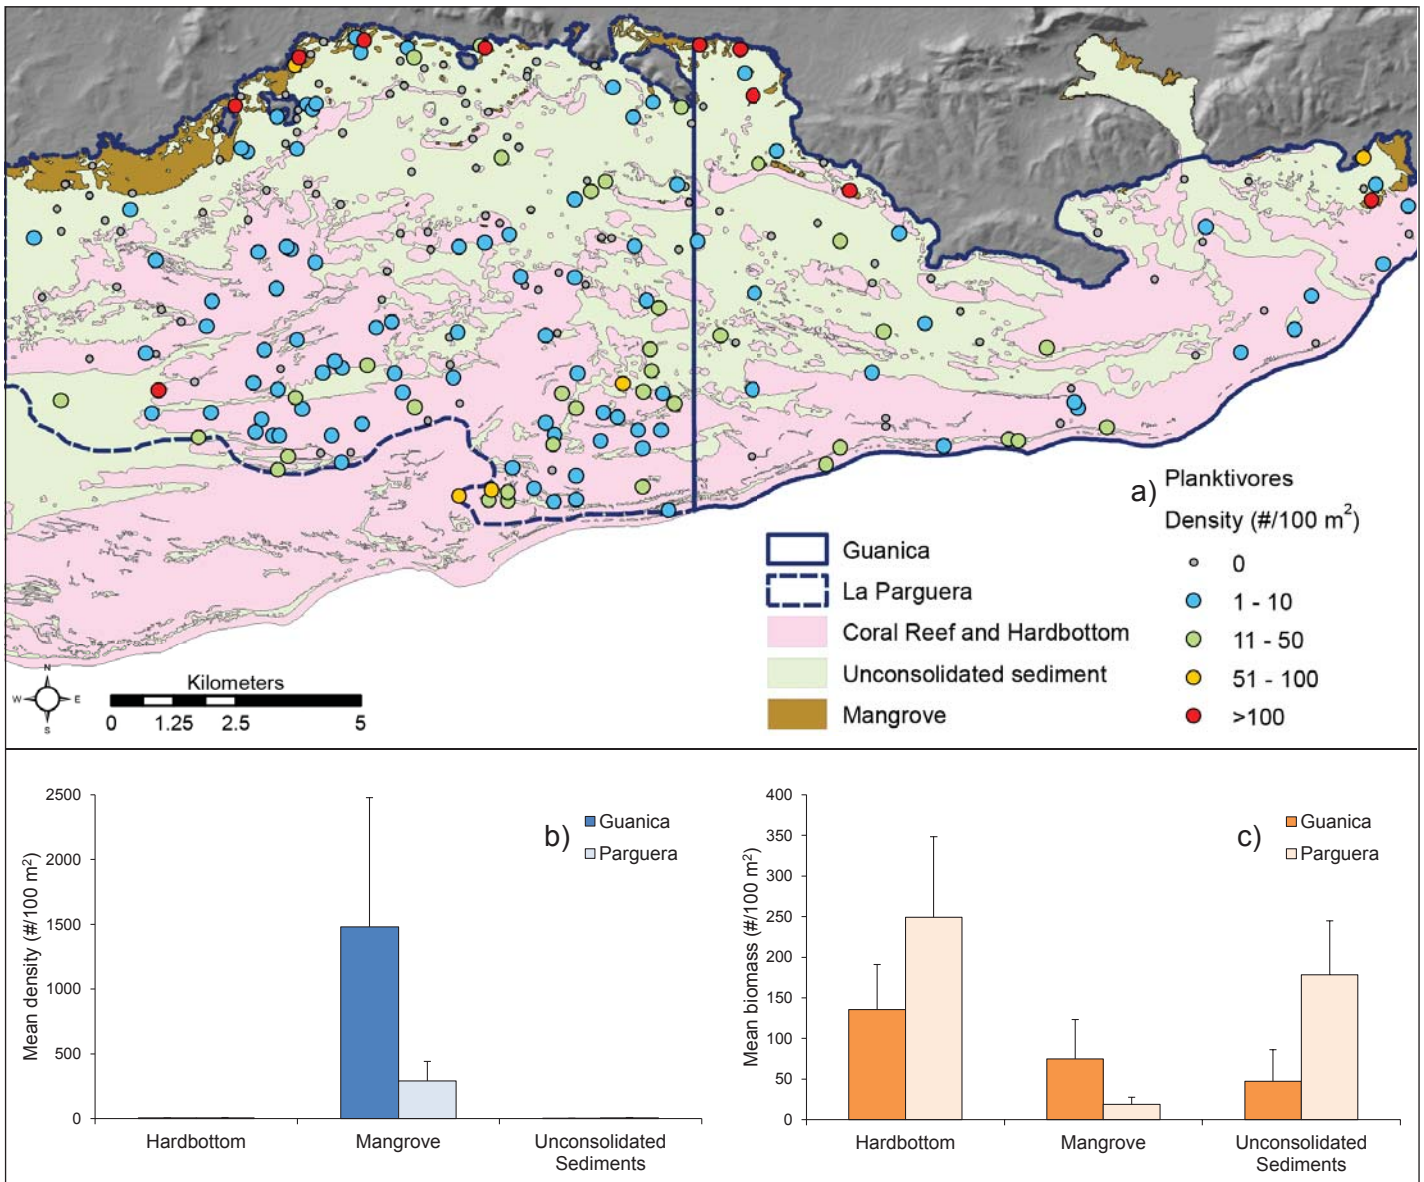 a) Planktivores
Density (#/100 m²)
0
1 - 10
11 - 50
51 - 100
>100
Guanica
La Parguera
Coral Reef and Hardbottom
Unconsolidated sediment
Mangrove
N
W E
S
Kilometers
0 1.25 2.5 5
b)
Guanica
Parguera
Mean density (#/100 m²)
2500
2000
1500
1000
500
0
Hardbottom Mangrove Unconsolidated
Sediments
c)
Guanica
Parguera
Mean biomass (#/100 m²)
400
350
300
250
200
150
100
50
0
Hardbottom Mangrove Unconsolidated
Sediments